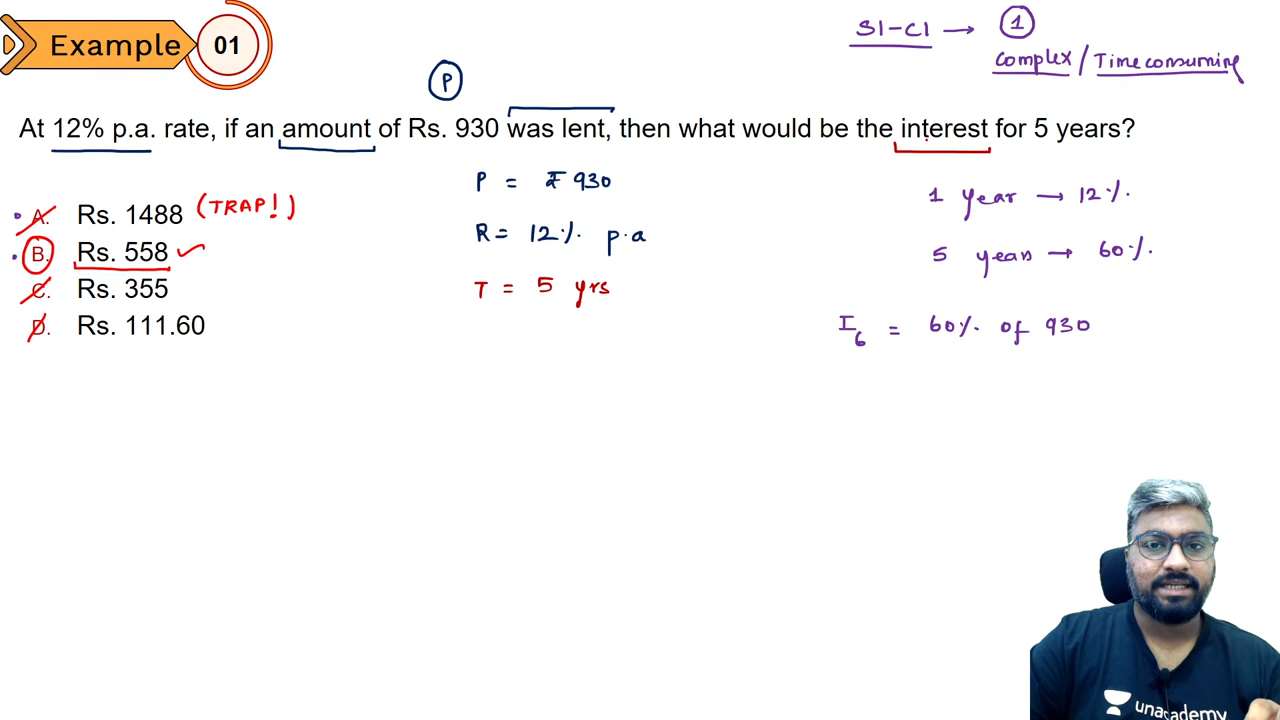 Example 01
SI-CI → 1
Complex / Time consuming
P
At 12% p.a. rate, if an amount of Rs. 930 was lent, then what would be the interest for 5 years?
A. Rs. 1488 (TRAP!)
B. Rs. 558 ✓
C. Rs. 355
D. Rs. 111.60
P = ₹ 930
R = 12% p.a
T = 5 yrs
1 year → 12%.
5 years → 60%.
I6 = 60% of 930
unacademy